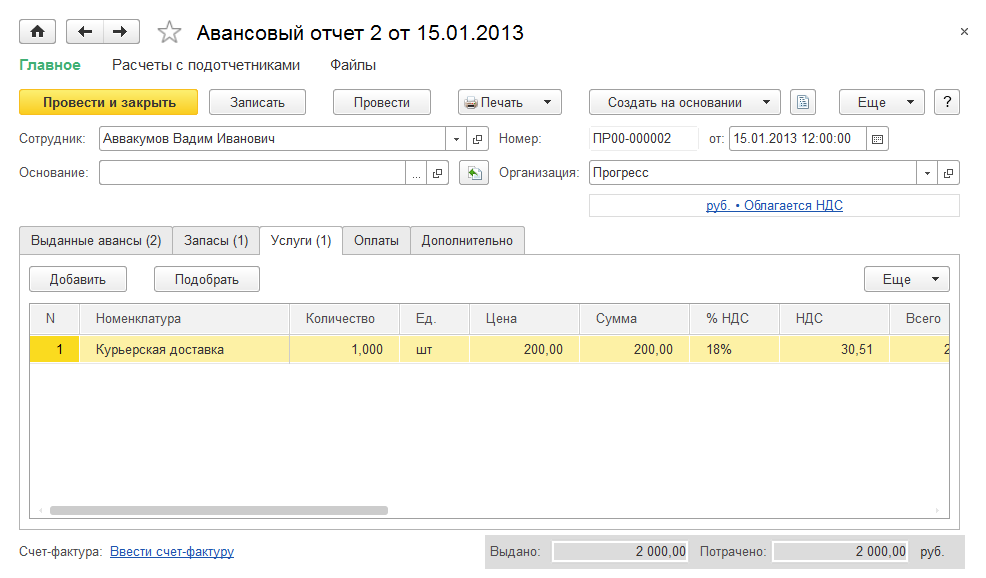 Авансовый отчет 2 от 15.01.2013
Главное Расчеты с подотчетниками Файлы
Провести и закрыть Записать Провести Печать Создать на основании Еще ?
Сотрудник: Аввакумов Вадим Иванович Номер: ПР00-000002 от: 15.01.2013 12:00:00
Основание: ... Организация: Прогресс
руб. • Облагается НДС
Выданные авансы (2) Запасы (1) Услуги (1) Оплаты Дополнительно
Добавить Подобрать Еще
N Номенклатура Количество Ед. Цена Сумма % НДС НДС Всего
1 Курьерская доставка 1,000 шт 200,00 200,00 18% 30,51 2
Счет-фактура: Ввести счет-фактуру Выдано: 2 000,00 Потрачено: 2 000,00 руб.